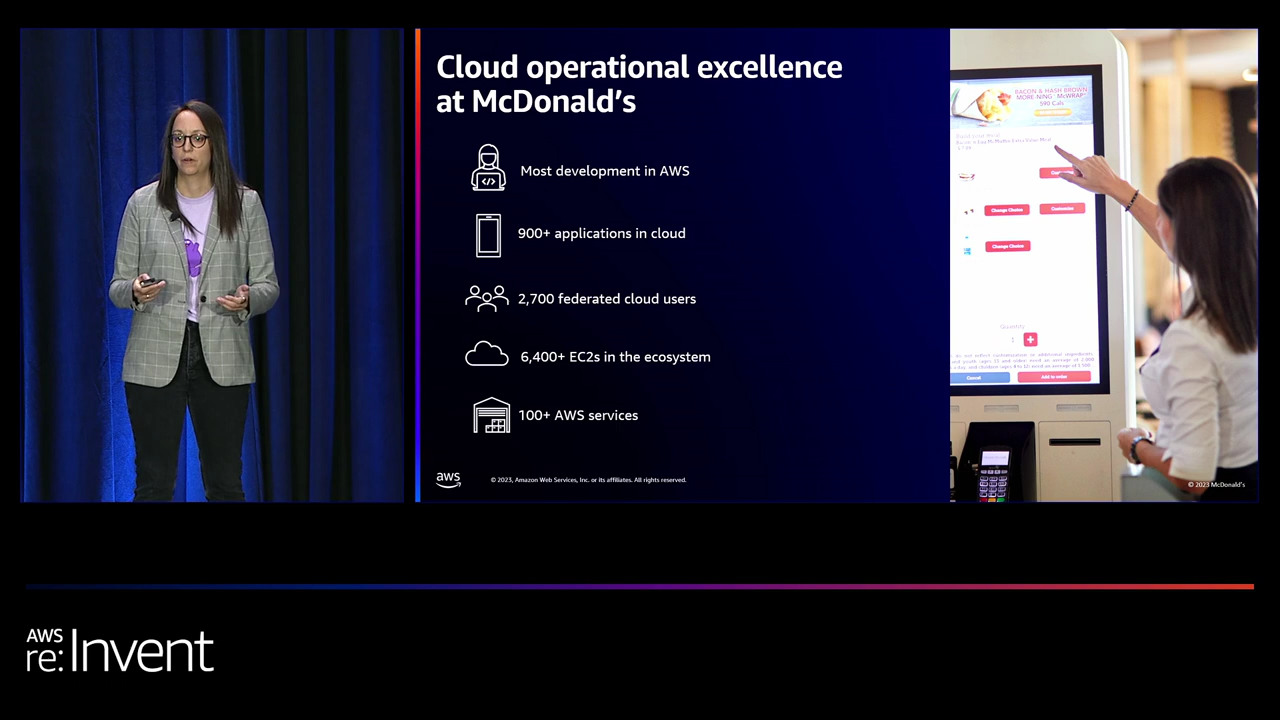 Cloud operational excellence
at McDonald's
Most development in AWS
900+ applications in cloud
2,700 federated cloud users
6,400+ EC2s in the ecosystem
100+ AWS services
aws
© 2023, Amazon Web Services, Inc. or its affiliates. All rights reserved.
BACON & HASH BROWN
MORE-NING McWRAP
590 Cals
Change Choice
Customize
Change Choice
Quantity
+
Cancel
Add to order
© 2023 McDonald's
AWS
re:Invent